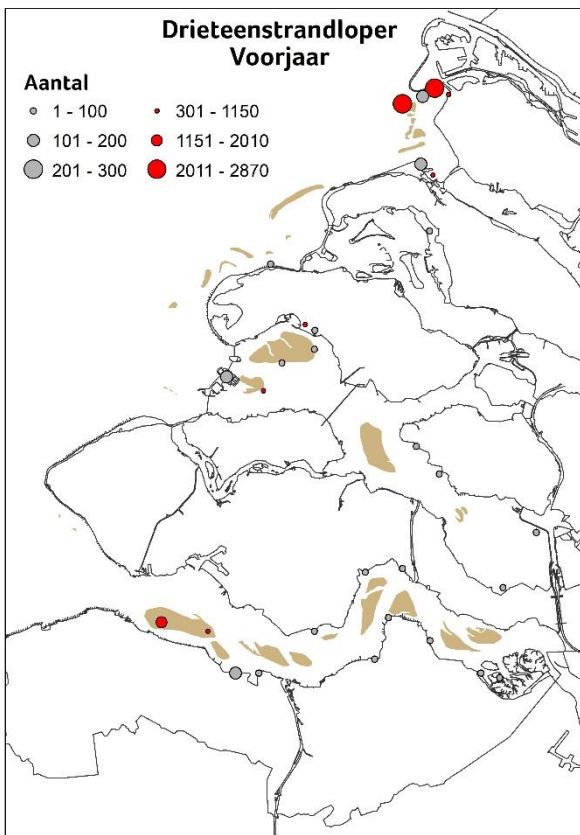 Drieteenstrandloper
Voorjaar
Aantal
1 - 100
101 - 200
201 - 300
301 - 1150
1151 - 2010
2011 - 2870